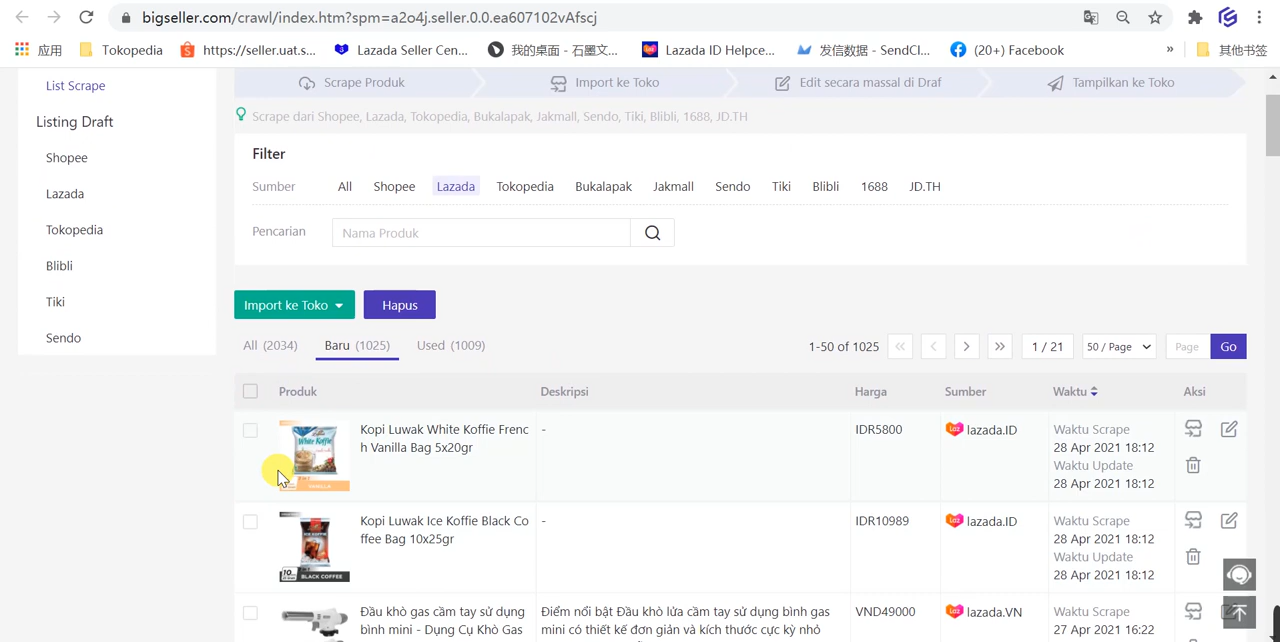 bigseller.com/crawl/index.htm?spm=a2o4j.seller.0.0.ea607102vAfscj
应用 Tokopedia https://seller.uat.s... Lazada Seller Cen... 我的桌面 - 石墨文... Lazada ID Helpce... 发信数据 - SendCl... (20+) Facebook » 其他书签
List Scrape
Listing Draft
Shopee
Lazada
Tokopedia
Blibli
Tiki
Sendo
Scrape Produk Import ke Toko Edit secara massal di Draf Tampilkan ke Toko
Scrape dari Shopee, Lazada, Tokopedia, Bukalapak, Jakmall, Sendo, Tiki, Blibli, 1688, JD.TH
Filter
Sumber All Shopee Lazada Tokopedia Bukalapak Jakmall Sendo Tiki Blibli 1688 JD.TH
Pencarian Nama Produk
Import ke Toko Hapus
All (2034) Baru (1025) Used (1009) 1-50 of 1025 « ‹ › » 1 / 21 50 / Page Page Go
Produk Deskripsi Harga Sumber Waktu Aksi
Kopi Luwak White Koffie Frenc
h Vanilla Bag 5x20gr
-
IDR5800
lazada.ID
Waktu Scrape
28 Apr 2021 18:12
Waktu Update
28 Apr 2021 18:12
White Koffie
VANILLA
Kopi Luwak Ice Koffie Black Co
ffee Bag 10x25gr
-
IDR10989
lazada.ID
Waktu Scrape
28 Apr 2021 18:12
Waktu Update
28 Apr 2021 18:12
BLACK COFFEE
Đầu khò gas cầm tay sử dụng
bình gas mini - Dụng Cụ Khò Gas
Điểm nổi bật Đầu khò lửa cầm tay sử dụng bình gas
mini có thiết kế đơn giản và kích thước cực kỳ nhỏ
VND49000
lazada.VN
Waktu Scrape
27 Apr 2021 16:22